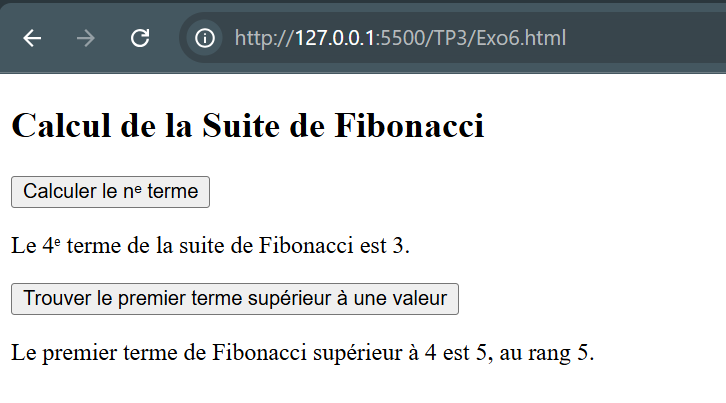 http://127.0.0.1:5500/TP3/Exo6.html
Calcul de la Suite de Fibonacci
Calculer le nᵉ terme
Le 4ᵉ terme de la suite de Fibonacci est 3.
Trouver le premier terme supérieur à une valeur
Le premier terme de Fibonacci supérieur à 4 est 5, au rang 5.